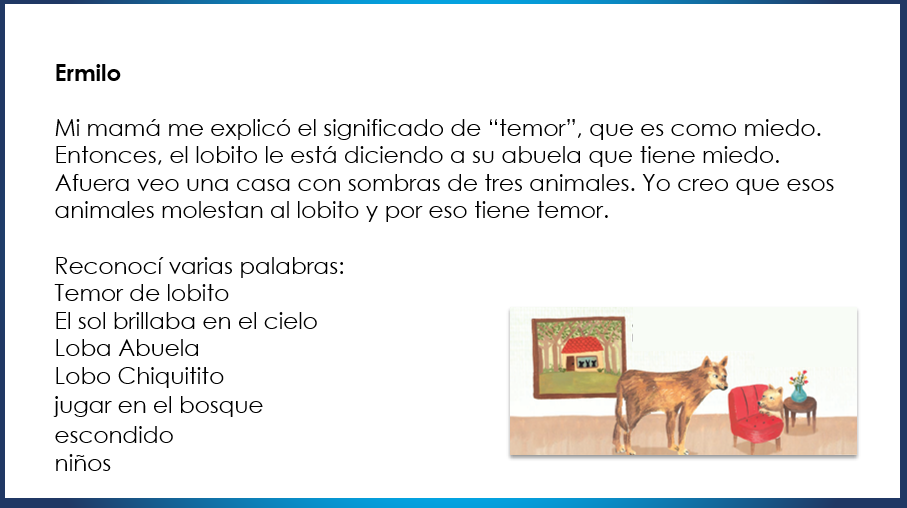 Ermilo
Mi mamá me explicó el significado de “temor”, que es como miedo.
Entonces, el lobito le está diciendo a su abuela que tiene miedo.
Afuera veo una casa con sombras de tres animales. Yo creo que esos
animales molestan al lobito y por eso tiene temor.
Reconocí varias palabras:
Temor de lobito
El sol brillaba en el cielo
Loba Abuela
Lobo Chiquitito
jugar en el bosque
escondido
niños